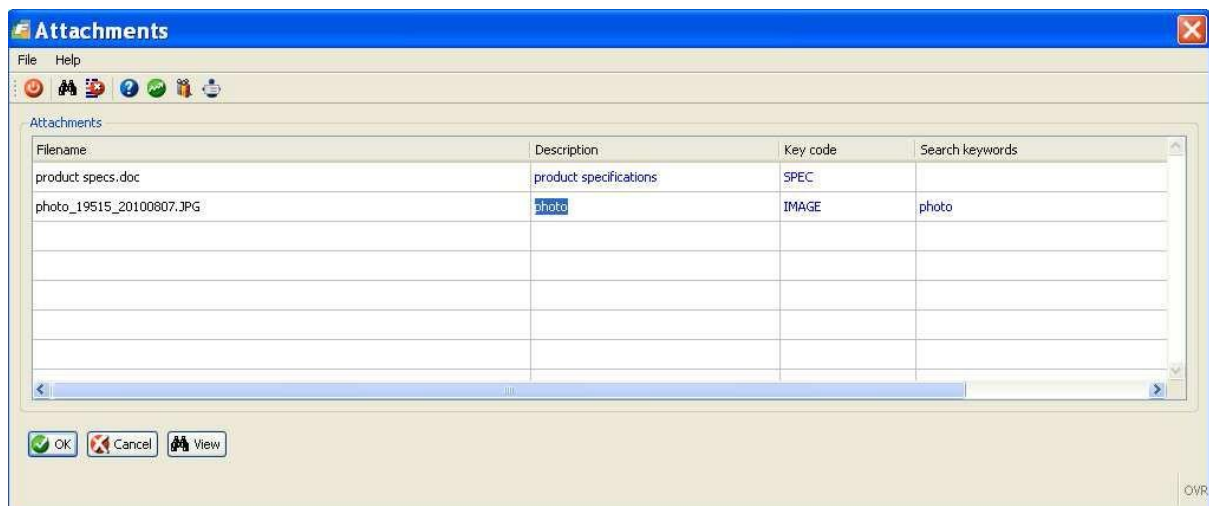 Attachments
File Help
Attachments
Filename Description Key code Search keywords
product specs.doc product specifications SPEC
photo_19515_20100807.JPG photo IMAGE photo
OK Cancel View
OVR